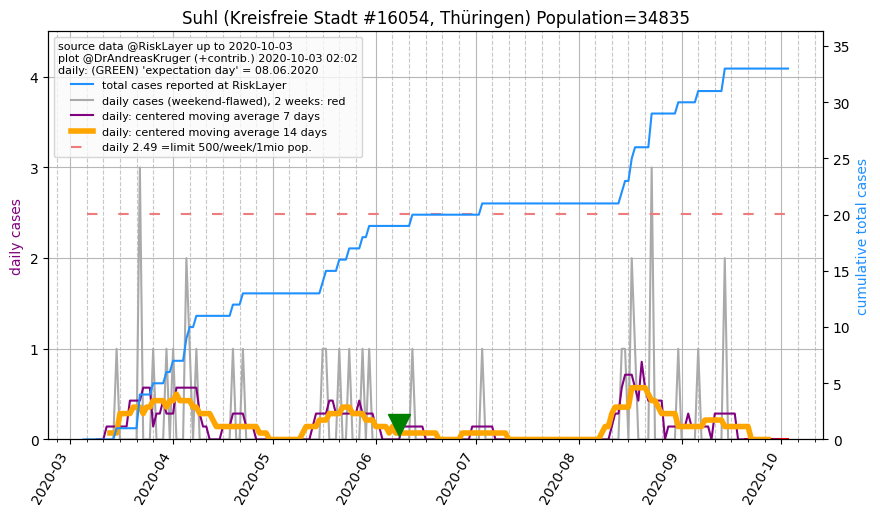 Suhl (Kreisfreie Stadt #16054, Thüringen) Population=34835
source data @RiskLayer up to 2020-10-03
plot @DrAndreasKruger (+contrib.) 2020-10-03 02:02
daily: (GREEN) 'expectation day' = 08.06.2020
total cases reported at RiskLayer
daily cases (weekend-flawed), 2 weeks: red
daily: centered moving average 7 days
daily: centered moving average 14 days
daily 2.49 =limit 500/week/1mio pop.
daily cases
4
3
2
1
0
35
30
25
20
15
10
5
0
cumulative total cases
2020-03
2020-04
2020-05
2020-06
2020-07
2020-08
2020-09
2020-10